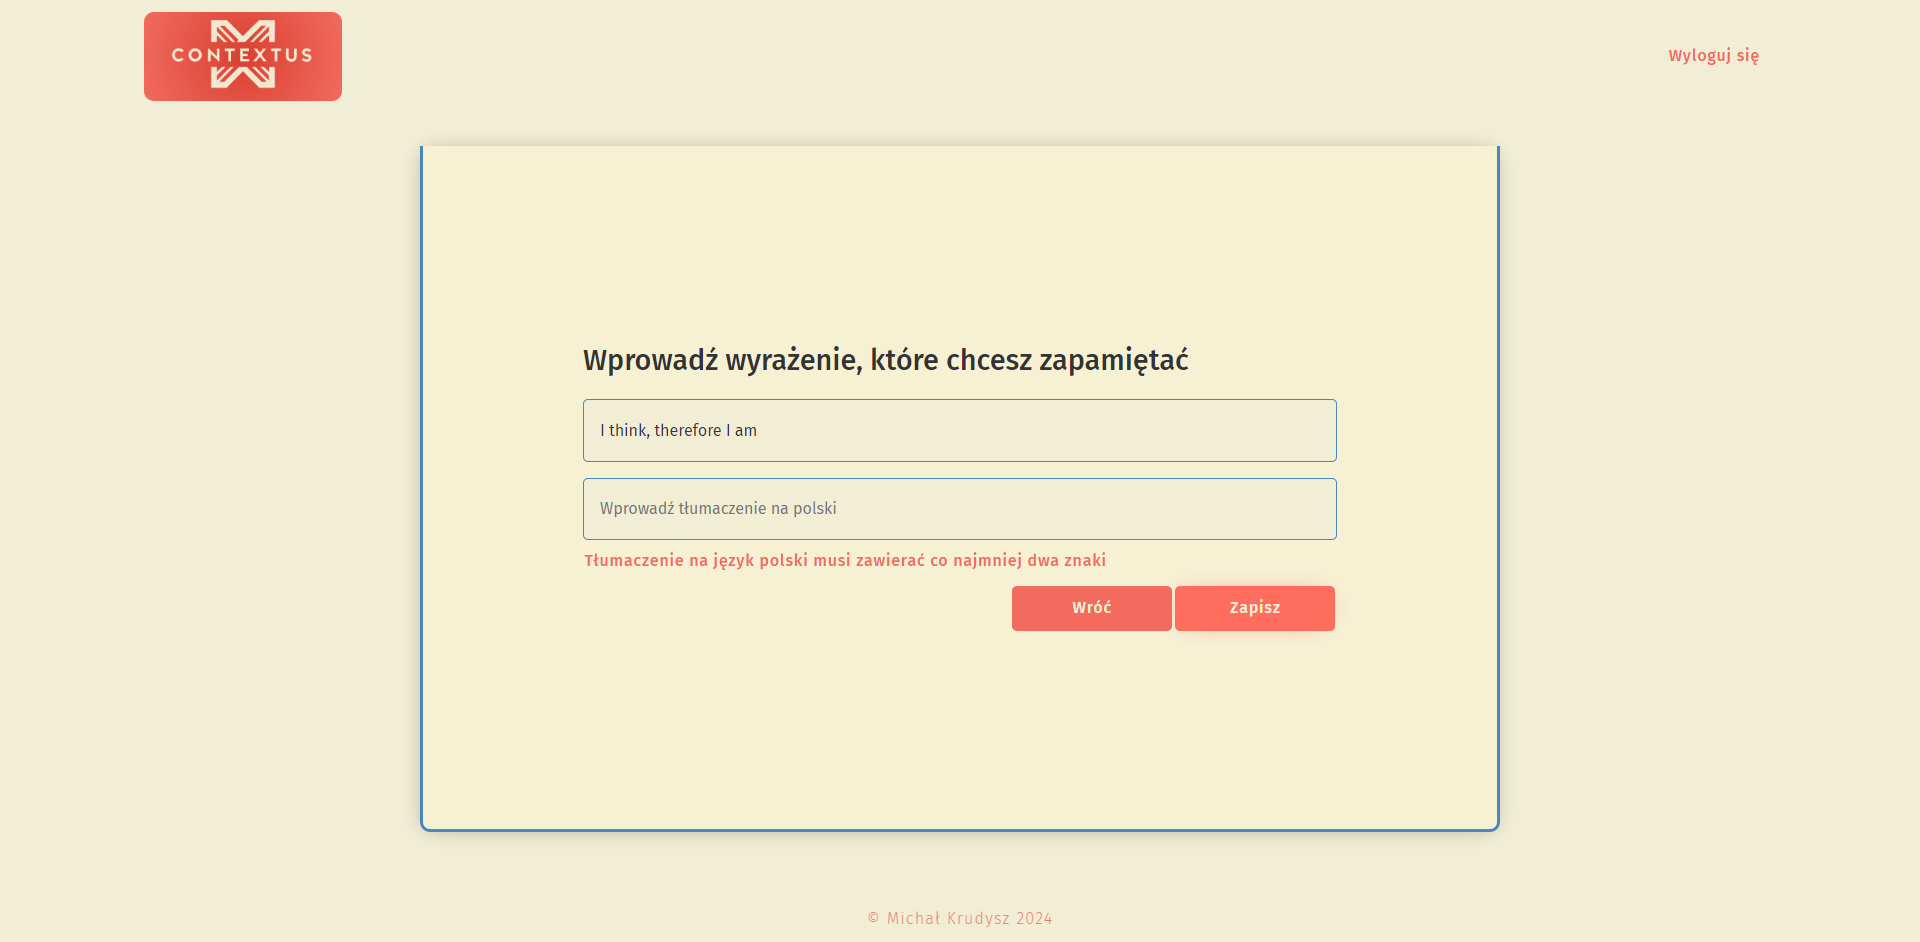 CONTEXTUS
Wyloguj się
Wprowadź wyrażenie, które chcesz zapamiętać
I think, therefore I am
Wprowadź tłumaczenie na polski
Tłumaczenie na język polski musi zawierać co najmniej dwa znaki
Wróć
Zapisz
© Michał Krudysz 2024